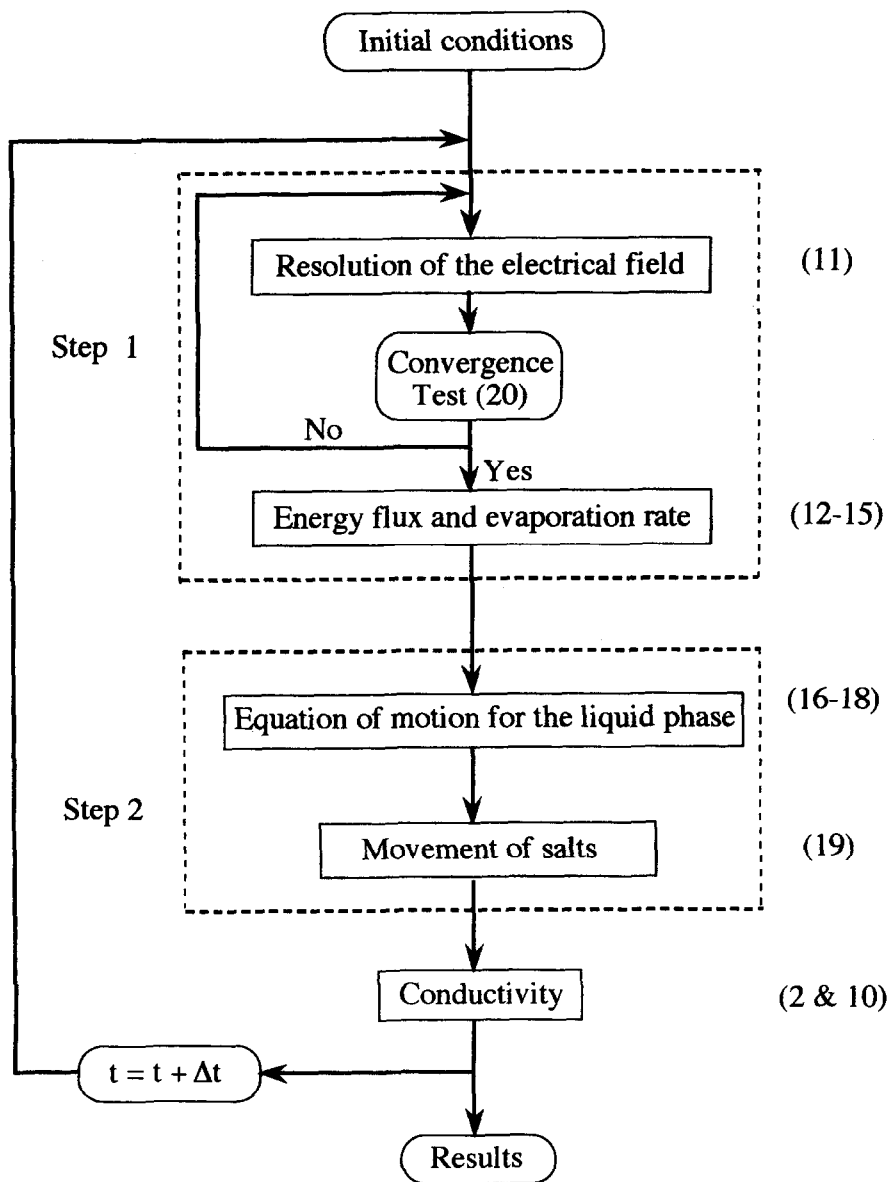 Initial conditions
Resolution of the electrical field
(11)
Step 1
Convergence
Test (20)
No
Yes
Energy flux and evaporation rate
(12-15)
Equation of motion for the liquid phase
(16-18)
Step 2
Movement of salts
(19)
Conductivity
(2 & 10)
t = t + Δt
Results